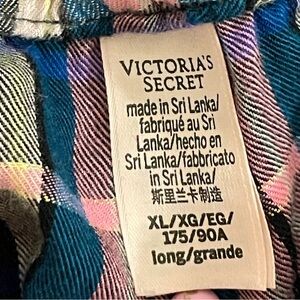 VICTORIA'S
SECRET
made in Sri Lanka/
fabriqué au Sri
Lanka/hecho en
Sri Lanka/fabbricato
in Sri Lanka/
斯里兰卡制造
XL/XG/EG/
175/90A
long/grande